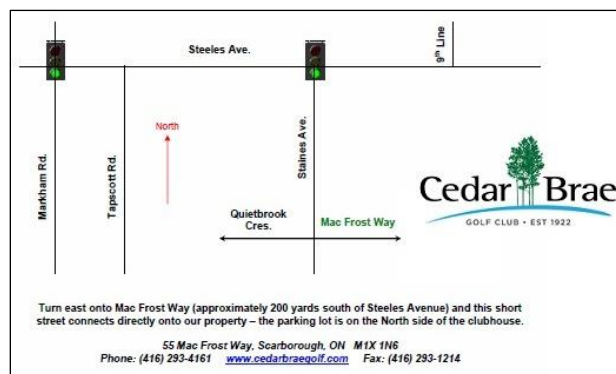 Steeles Ave.
9th Line
Markham Rd.
Tapscott Rd.
North
Staines Ave.
Quietbrook
Cres.
Mac Frost Way
Cedar Brae
GOLF CLUB • EST 1922
Turn east onto Mac Frost Way (approximately 200 yards south of Steeles Avenue) and this short
street connects directly onto our property – the parking lot is on the North side of the clubhouse.
55 Mac Frost Way, Scarborough, ON M1X 1N6
Phone: (416) 293-4161 www.cedarbraegolf.com Fax: (416) 293-1214